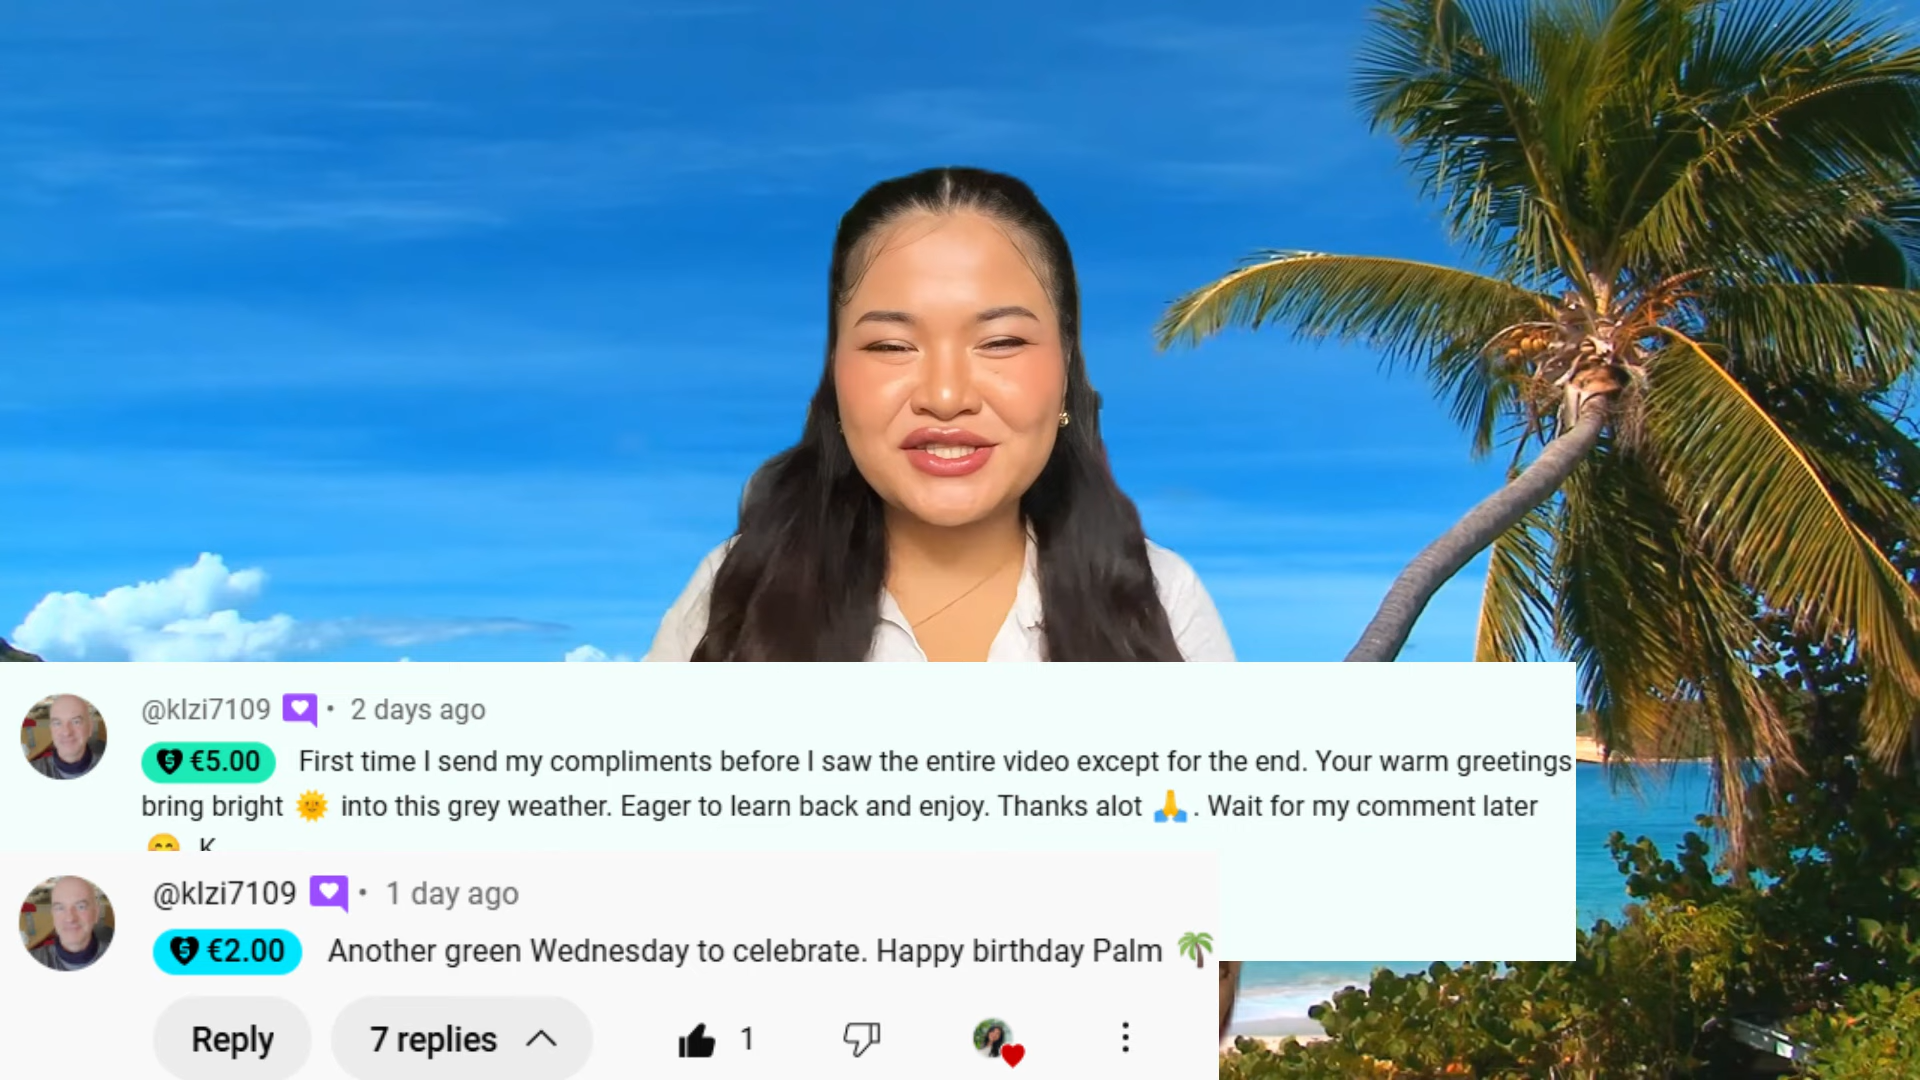 @klzi7109 • 2 days ago
€5.00 First time I send my compliments before I saw the entire video except for the end. Your warm greetings
bring bright 🌞 into this grey weather. Eager to learn back and enjoy. Thanks alot 🙏. Wait for my comment later
😊 K
@klzi7109 • 1 day ago
€2.00 Another green Wednesday to celebrate. Happy birthday Palm 🌴
Reply 7 replies 1